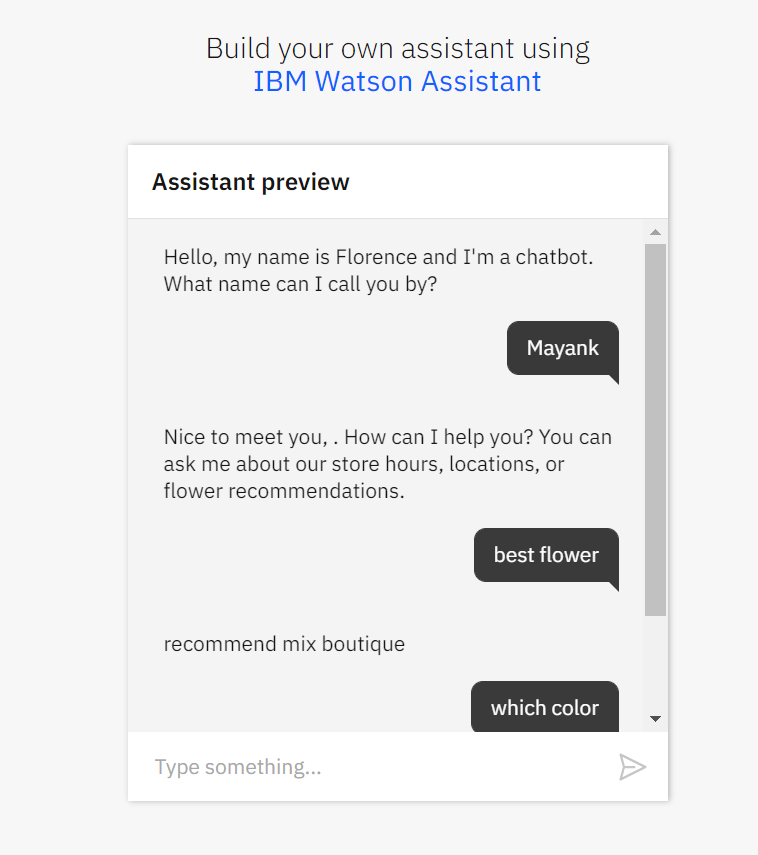 Build your own assistant using
IBM Watson Assistant
Assistant preview
Hello, my name is Florence and I'm a chatbot.
What name can I call you by?
Mayank
Nice to meet you, . How can I help you? You can
ask me about our store hours, locations, or
flower recommendations.
best flower
recommend mix boutique
which color
Type something...